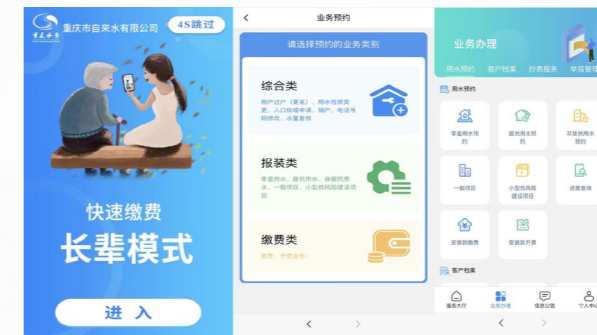 重庆市自来水有限公司
4S跳过
快速缴费
长辈模式
进 入
业务预约
请选择预约的业务类别
综合类
用户过户（更名）、用水性质变
更、人口核增申请、销户、电话号
码修改、水量复核
报装类
零星用水、居民用水、非居民用
水、一般项目、小型低风险建设项
目
缴费类
缴费、开票业务。
业务办理
用水预约
客户档案
抄表服务
举报管理
用水预约
零星用水预
约
居民用水预
约
非居民用水
预约
一般项目
小型低风险
建设项目
进度查询
安装款缴费
安装款开票
客户档案
服务大厅
业务办理
信息公告
个人中心